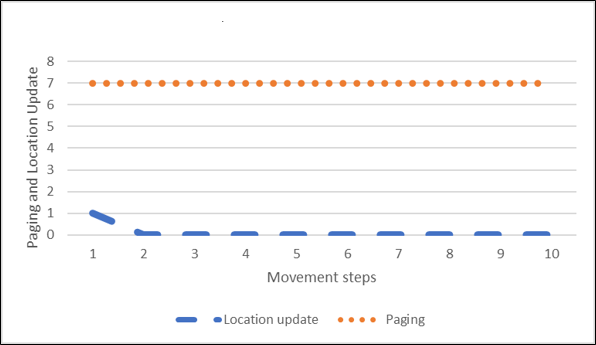 Paging and Location Update
8
7
6
5
4
3
2
1
0
1 2 3 4 5 6 7 8 9 10
Movement steps
Location update Paging